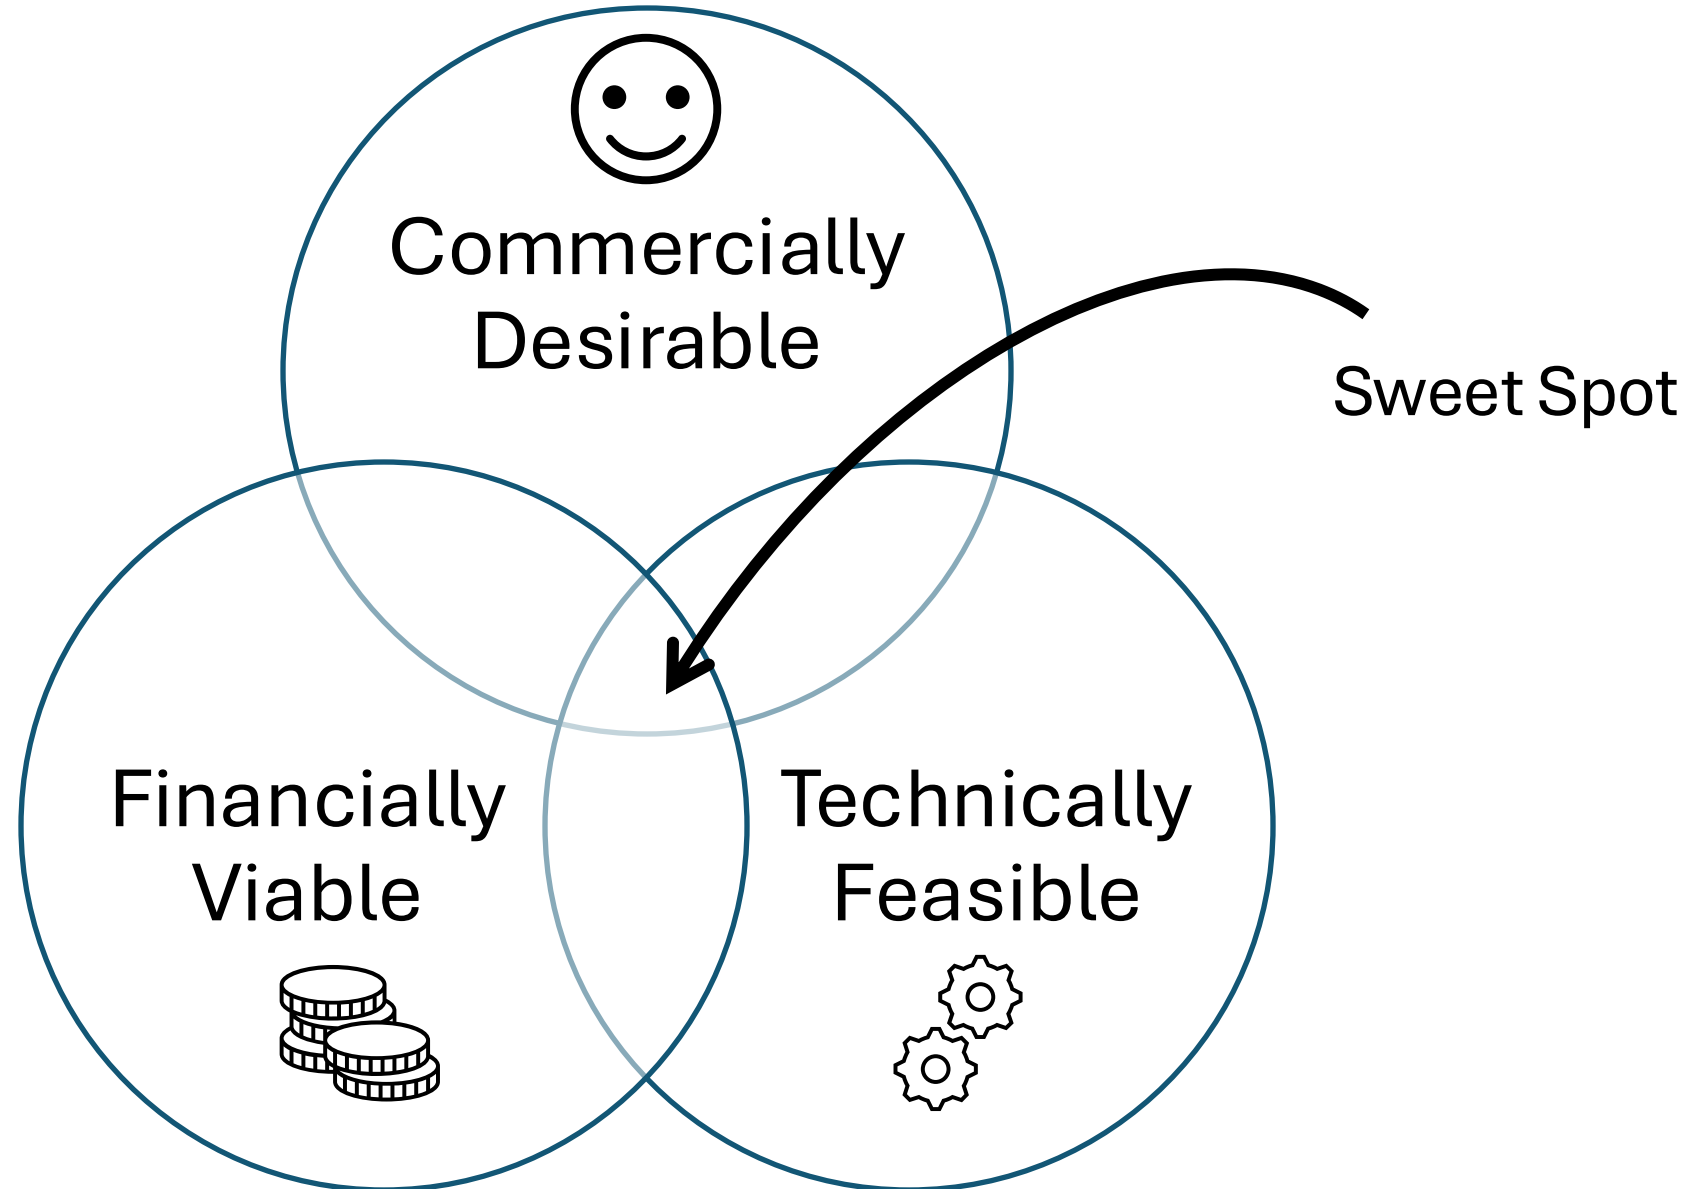 Commercially
Desirable
Sweet Spot
Financially
Viable
Technically
Feasible